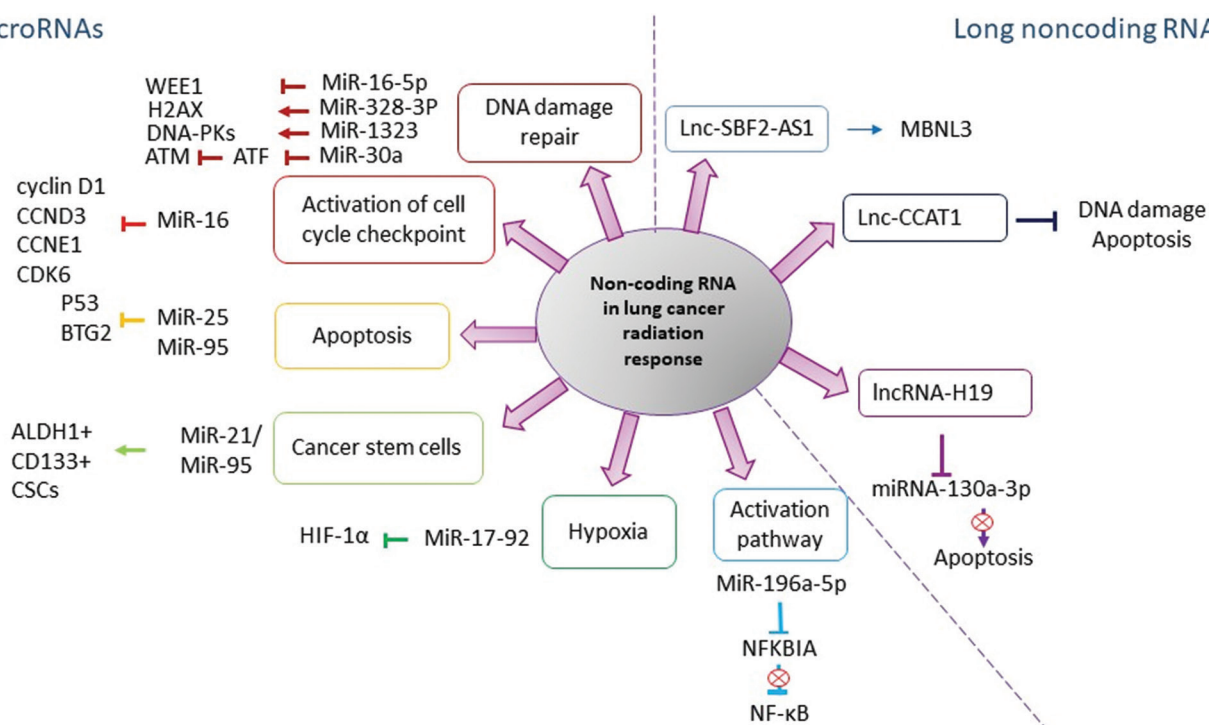 croRNAs
Long noncoding RNA
WEE1
MiR-16-5p
H2AX
MiR-328-3P
DNA-PKs
MiR-1323
ATM
ATF
MiR-30a
DNA damage
repair
Lnc-SBF2-AS1
MBNL3
cyclin D1
CCND3
CCNE1
CDK6
MiR-16
Activation of cell
cycle checkpoint
Lnc-CCAT1
DNA damage
Apoptosis
Non-coding RNA
in lung cancer
radiation
response
P53
BTG2
MiR-25
MiR-95
Apoptosis
lncRNA-H19
miRNA-130a-3p
Apoptosis
ALDH1+
CD133+
CSCs
MiR-21/
MiR-95
Cancer stem cells
HIF-1α
MiR-17-92
Hypoxia
Activation
pathway
MiR-196a-5p
NFKBIA
NF-κB